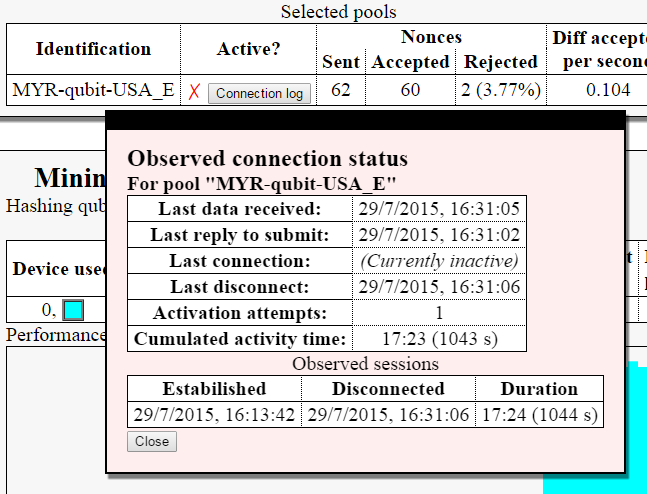 Selected pools
Identification Active? Nonces Diff accepte
Sent Accepted Rejected per secon
MYR-qubit-USA_E X Connection log 62 60 2 (3.77%) 0.104
Minin
Hashing qub
Device use
0,
Performance
Observed connection status
For pool "MYR-qubit-USA_E"
Last data received: 29/7/2015, 16:31:05
Last reply to submit: 29/7/2015, 16:31:02
Last connection: (Currently inactive)
Last disconnect: 29/7/2015, 16:31:06
Activation attempts: 1
Cumulated activity time: 17:23 (1043 s)
Observed sessions
Estabilished Disconnected Duration
29/7/2015, 16:13:42 29/7/2015, 16:31:06 17:24 (1044 s)
Close